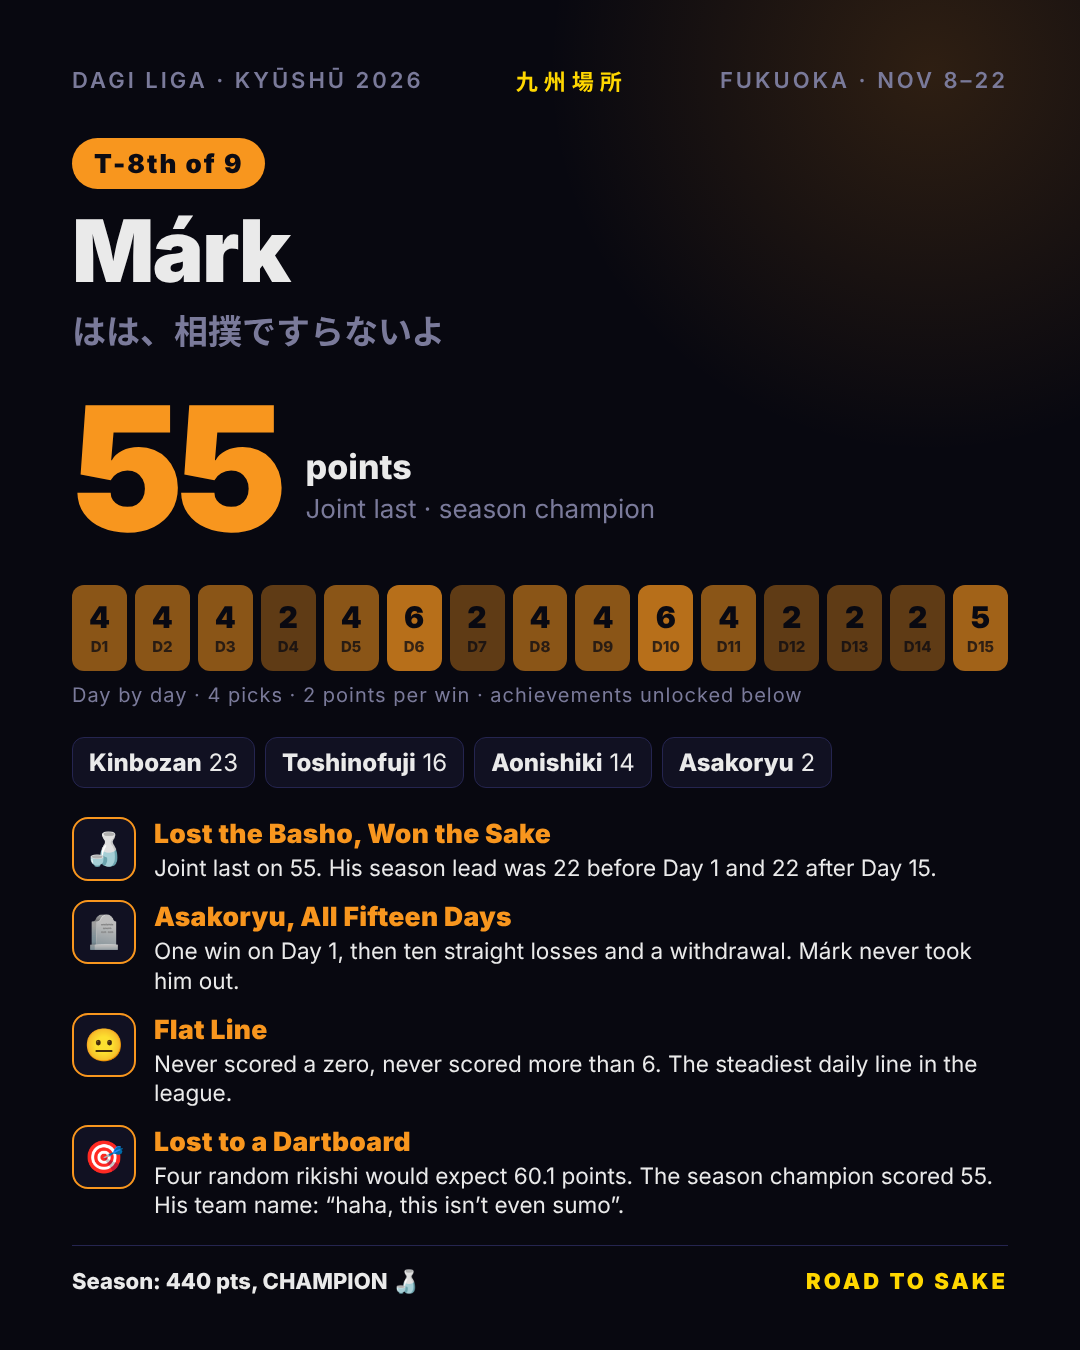 DAGI LIGA · KYŪSHŪ 2026
九州場所
FUKUOKA · NOV 8–22
T-8th of 9
Márk
はは、相撲ですらないよ
55
points
Joint last · season champion
4 4 4 2 4 6 2 4 4 6 4 2 2 2 5
D1 D2 D3 D4 D5 D6 D7 D8 D9 D10 D11 D12 D13 D14 D15
Day by day · 4 picks · 2 points per win · achievements unlocked below
Kinbozan 23 Toshinofuji 16 Aonishiki 14 Asakoryu 2
Lost the Basho, Won the Sake
Joint last on 55. His season lead was 22 before Day 1 and 22 after Day 15.
Asakoryu, All Fifteen Days
One win on Day 1, then ten straight losses and a withdrawal. Márk never took
him out.
Flat Line
Never scored a zero, never scored more than 6. The steadiest daily line in the
league.
Lost to a Dartboard
Four random rikishi would expect 60.1 points. The season champion scored 55.
His team name: “haha, this isn’t even sumo”.
Season: 440 pts, CHAMPION 🍶
ROAD TO SAKE